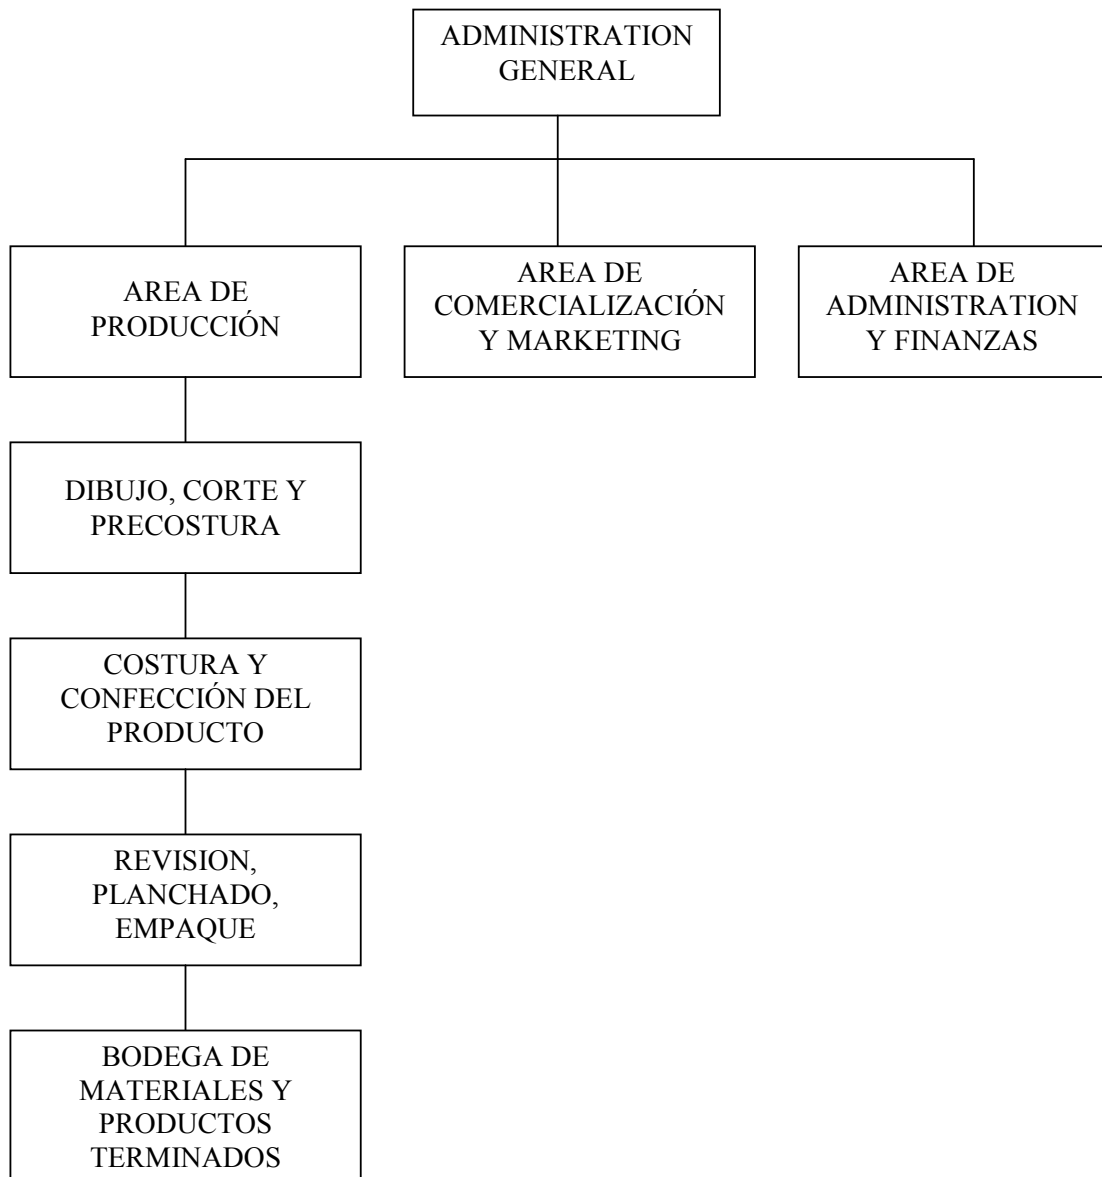 ADMINISTRATION
GENERAL
AREA DE
PRODUCCIÓN
AREA DE
COMERCIALIZACIÓN
Y MARKETING
AREA DE
ADMINISTRATION
Y FINANZAS
DIBUJO, CORTE Y
PRECOSTURA
COSTURA Y
CONFECCIÓN DEL
PRODUCTO
REVISION,
PLANCHADO,
EMPAQUE
BODEGA DE
MATERIALES Y
PRODUCTOS
TERMINADOS